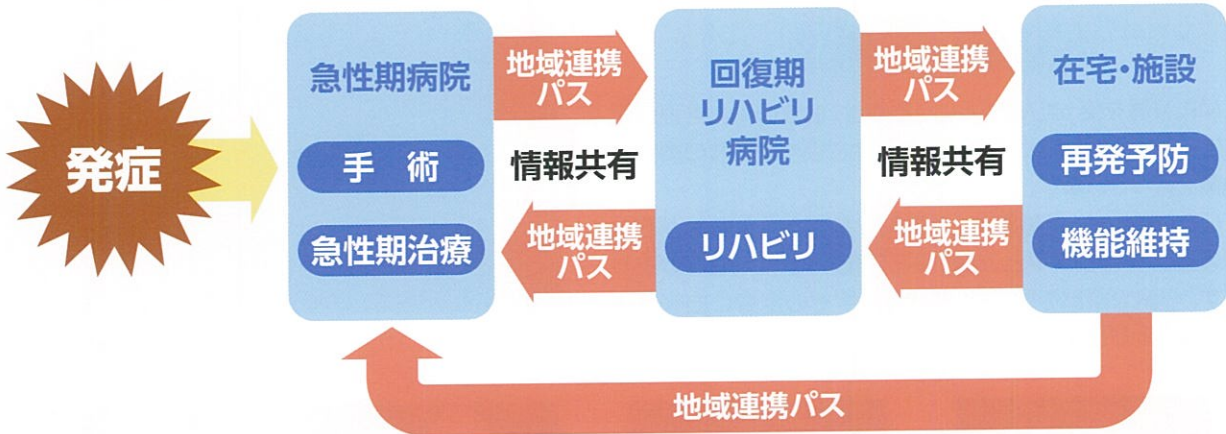 発症
急性期病院
手 術
急性期治療
地域連携
パス
情報共有
地域連携
パス
回復期
リハビリ
病院
リハビリ
地域連携
パス
情報共有
地域連携
パス
在宅・施設
再発予防
機能維持
地域連携パス